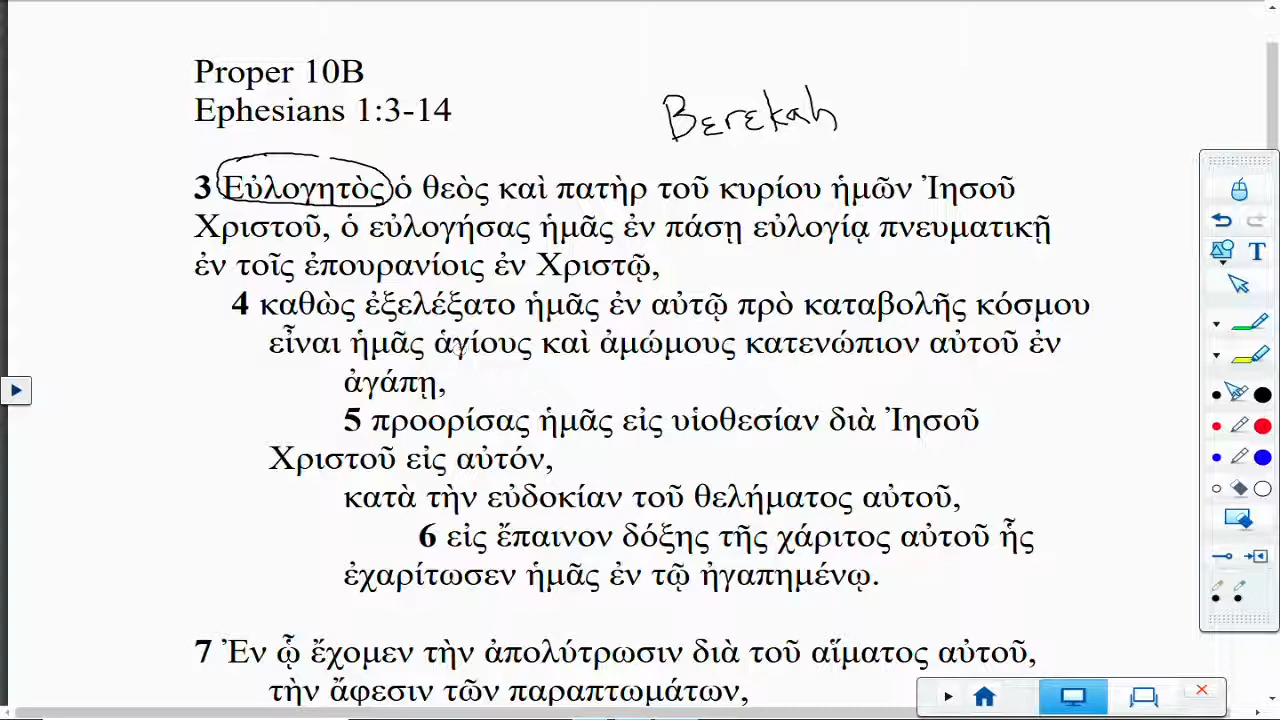 Proper 10B
Ephesians 1:3-14
Berekah
3 Εὐλογητὸς ὁ θεὸς καὶ πατὴρ τοῦ κυρίου ἡμῶν Ἰησοῦ
Χριστοῦ, ὁ εὐλογήσας ἡμᾶς ἐν πάσῃ εὐλογίᾳ πνευματικῇ
ἐν τοῖς ἐπουρανίοις ἐν Χριστῷ,
4 καθὼς ἐξελέξατο ἡμᾶς ἐν αὐτῷ πρὸ καταβολῆς κόσμου
εἶναι ἡμᾶς ἁγίους καὶ ἀμώμους κατενώπιον αὐτοῦ ἐν
ἀγάπῃ,
5 προορίσας ἡμᾶς εἰς υἱοθεσίαν διὰ Ἰησοῦ
Χριστοῦ εἰς αὐτόν,
κατὰ τὴν εὐδοκίαν τοῦ θελήματος αὐτοῦ,
6 εἰς ἔπαινον δόξης τῆς χάριτος αὐτοῦ ἧς
ἐχαρίτωσεν ἡμᾶς ἐν τῷ ἠγαπημένῳ.
7 Ἐν ᾧ ἔχομεν τὴν ἀπολύτρωσιν διὰ τοῦ αἵματος αὐτοῦ,
τὴν ἄφεσιν τῶν παραπτωμάτων,
T